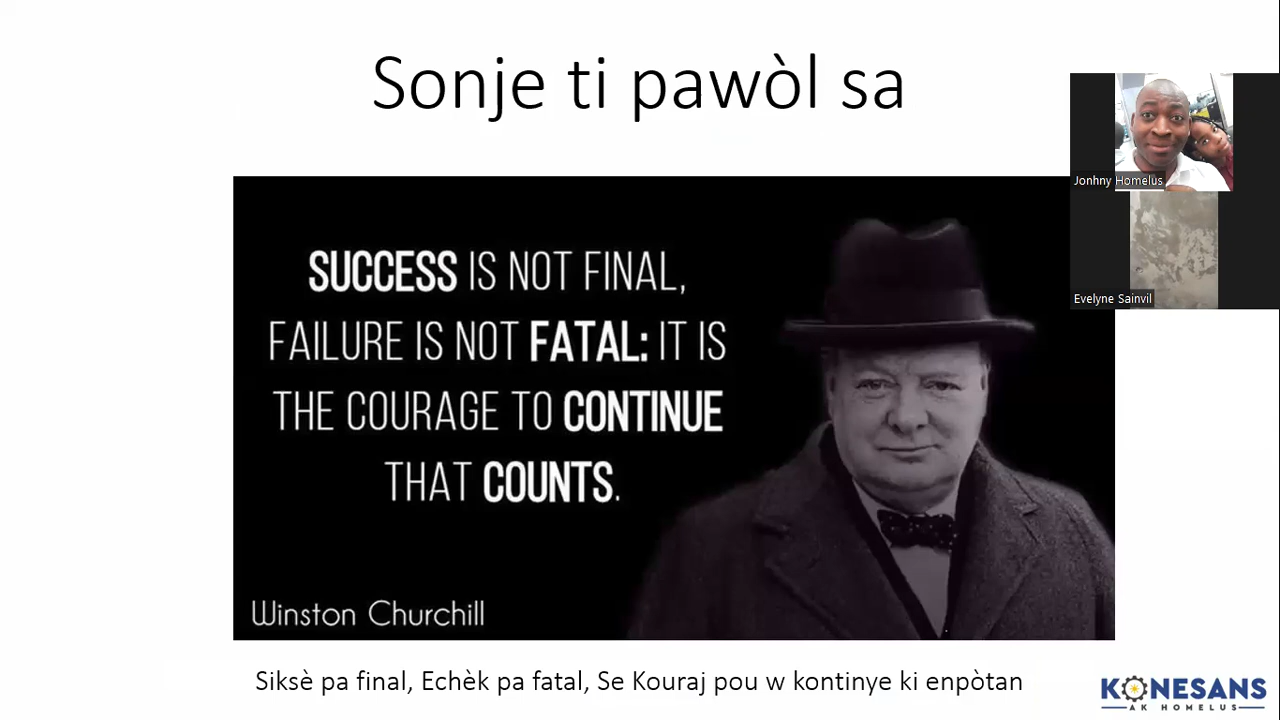 Sonje ti pawòl sa
SUCCESS IS NOT FINAL,
FAILURE IS NOT FATAL: IT IS
THE COURAGE TO CONTINUE
THAT COUNTS.
Winston Churchill
Siksè pa final, Echèk pa fatal, Se Kouraj pou w kontinye ki enpòtan
Jonhny Homelus
Evelyne Sainvil
KONESANS
AK HOMELUS